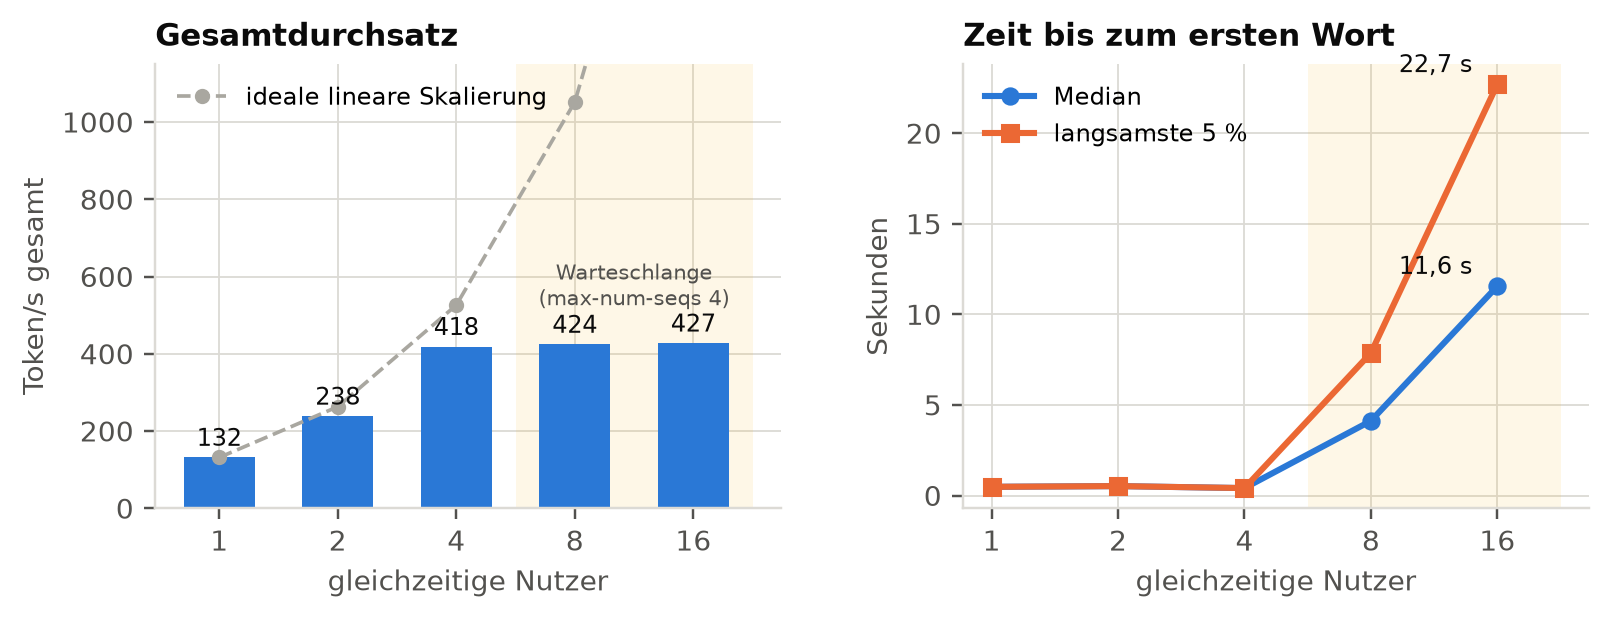 Gesamtdurchsatz
ideale lineare Skalierung
Token/s gesamt
1000
800
600
400
200
0
Warteschlange
(max-num-seqs 4)
132
238
418
424
427
1
2
4
8
16
gleichzeitige Nutzer
Zeit bis zum ersten Wort
Median
langsamste 5 %
Sekunden
20
15
10
5
0
22,7 s
11,6 s
1
2
4
8
16
gleichzeitige Nutzer